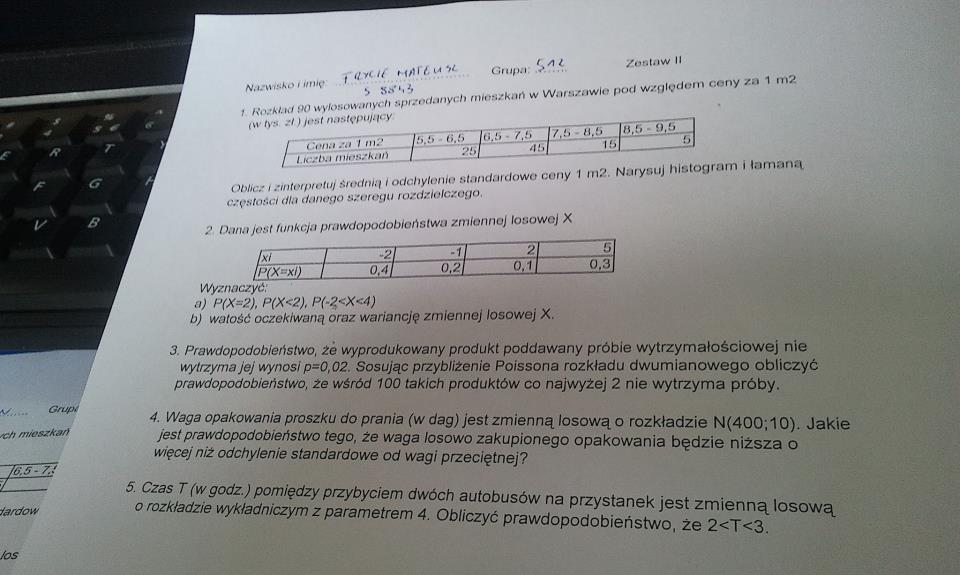 Nazwisko i imię: TRYCIE MATEUSZ Grupa: 512 Zestaw II
S 8843
1. Rozkład 90 wylosowanych sprzedanych mieszkań w Warszawie pod względem ceny za 1 m2
(w tys. zł.) jest następujący:
Cena za 1 m2 5,5 - 6,5 6,5 - 7,5 7,5 - 8,5 8,5 - 9,5
Liczba mieszkań 25 45 15 5
Oblicz i zinterpretuj średnią i odchylenie standardowe ceny 1 m2. Narysuj histogram i łamaną
częstości dla danego szeregu rozdzielczego.
2. Dana jest funkcja prawdopodobieństwa zmiennej losowej X
xi -2 -1 2 5
P(X=xi) 0,4 0,2 0,1 0,3
Wyznaczyć:
a) P(X=2), P(X<2), P(-2<X<4)
b) watość oczekiwaną oraz wariancję zmiennej losowej X.
3. Prawdopodobieństwo, że wyprodukowany produkt poddawany próbie wytrzymałościowej nie
wytrzyma jej wynosi p=0,02. Sosując przybliżenie Poissona rozkładu dwumianowego obliczyć
prawdopodobieństwo, że wśród 100 takich produktów co najwyżej 2 nie wytrzyma próby.
4. Waga opakowania proszku do prania (w dag) jest zmienną losową o rozkładzie N(400;10). Jakie
jest prawdopodobieństwo tego, że waga losowo zakupionego opakowania będzie niższa o
więcej niż odchylenie standardowe od wagi przeciętnej?
5. Czas T (w godz.) pomiędzy przybyciem dwóch autobusów na przystanek jest zmienną losową
o rozkładzie wykładniczym z parametrem 4. Obliczyć prawdopodobieństwo, że 2<T<3.
Grupa
ych mieszkań
6,5 - 7,5
dardow
los
E R T
F G
V B